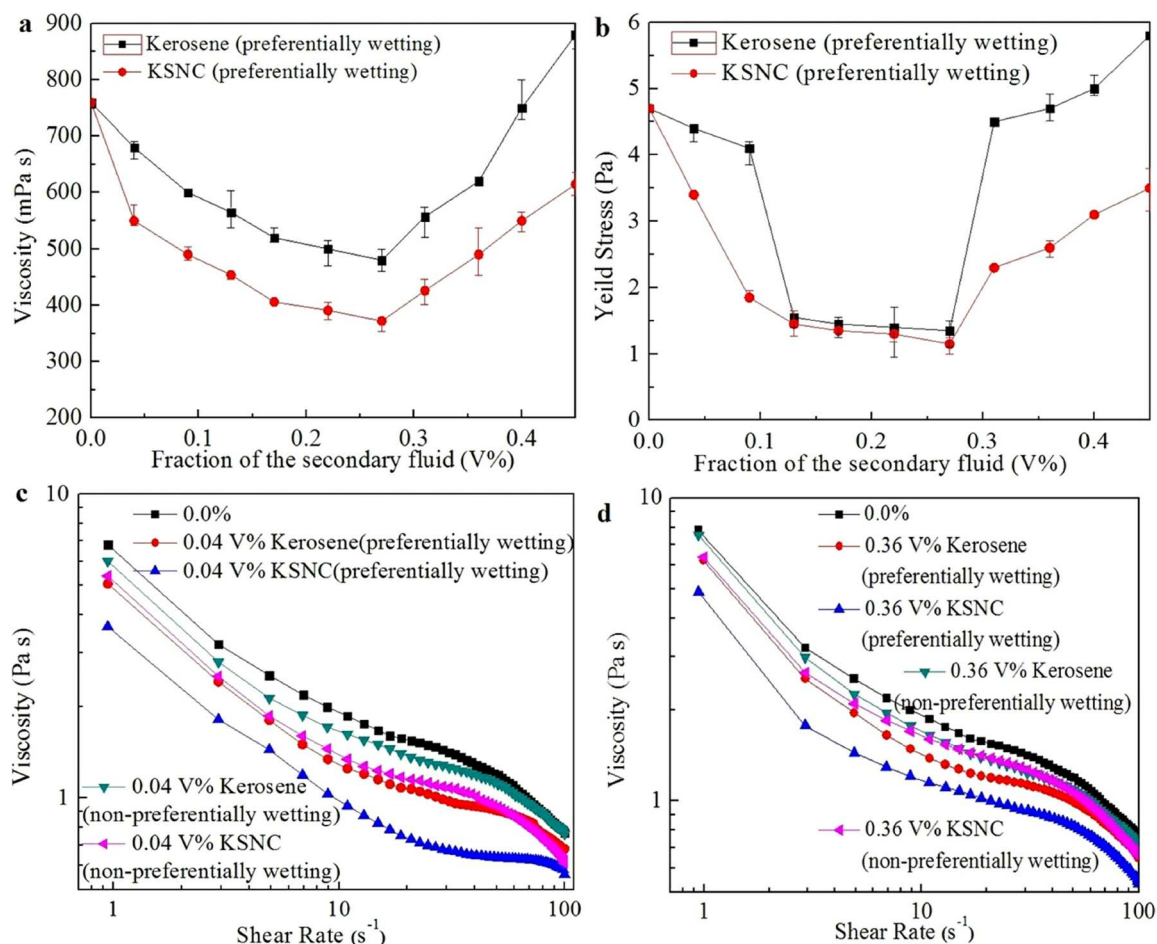 a
900
800
700
600
500
400
300
200
Viscosity (mPa s)
Kerosene (preferentially wetting)
KSNC (preferentially wetting)
0.0 0.1 0.2 0.3 0.4
Fraction of the secondary fluid (V%)
b
6
5
4
3
2
1
0
Yeild Stress (Pa)
Kerosene (preferentially wetting)
KSNC (preferentially wetting)
0.0 0.1 0.2 0.3 0.4
Fraction of the secondary fluid (V%)
c
10
1
Viscosity (Pa s)
0.0%
0.04 V% Kerosene(preferentially wetting)
0.04 V% KSNC(preferentially wetting)
0.04 V% Kerosene
(non-preferentially wetting)
0.04 V% KSNC
(non-preferentially wetting)
1 10 100
Shear Rate (s⁻¹)
d
10
1
Viscosity (Pa s)
0.0%
0.36 V% Kerosene
(preferentially wetting)
0.36 V% KSNC
(preferentially wetting)
0.36 V% Kerosene
(non-preferentially wetting)
0.36 V% KSNC
(non-preferentially wetting)
1 10 100
Shear Rate (s⁻¹)